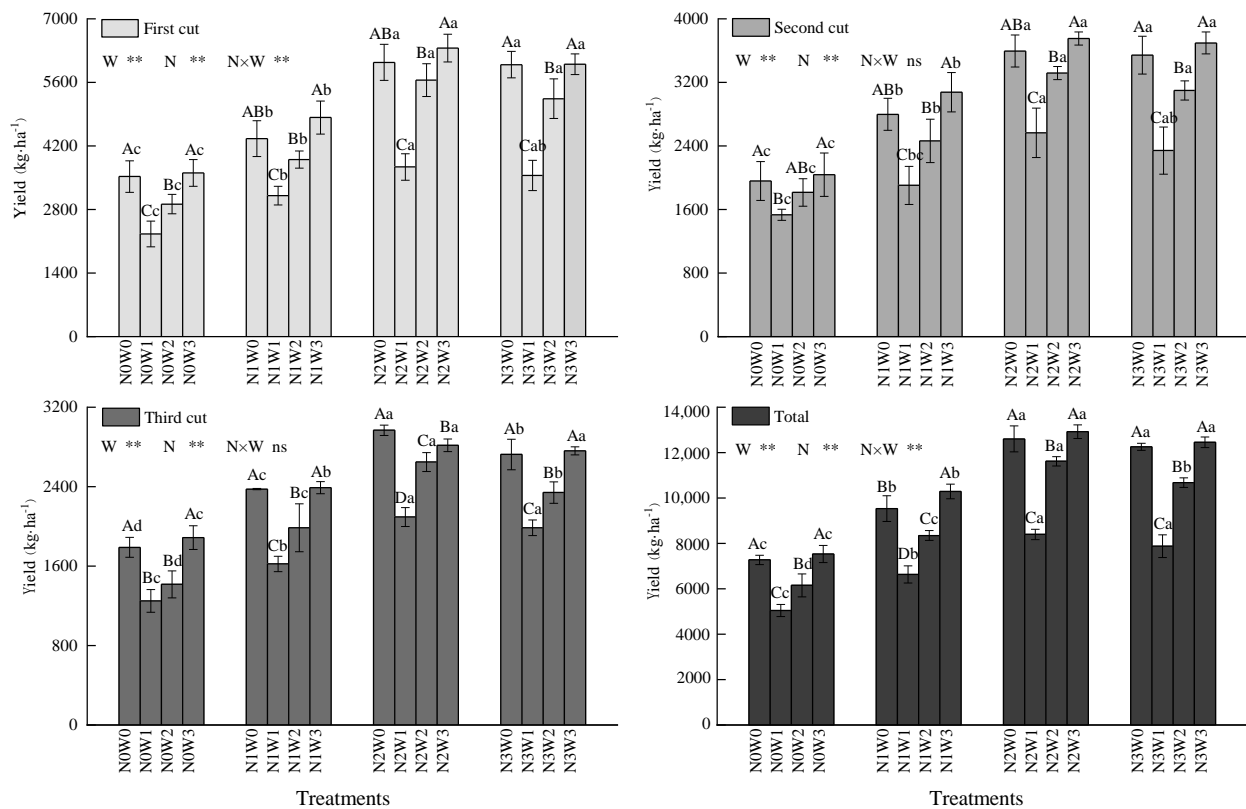 7000
5600
4200
2800
1400
0
Yield (kg·ha⁻¹)
First cut
W ** N ** N×W **
Ac Cc Bc Ac ABb Cb Bb Ab ABa Ca Ba Aa Aa Cab Ba Aa
N0W0 N0W1 N0W2 N0W3 N1W0 N1W1 N1W2 N1W3 N2W0 N2W1 N2W2 N2W3 N3W0 N3W1 N3W2 N3W3
4000
3200
2400
1600
800
0
Yield (kg·ha⁻¹)
Second cut
W ** N ** N×W ns
Ac Bc ABc Ac ABb Cbc Bb Ab ABa Ca Ba Aa Aa Cab Ba Aa
N0W0 N0W1 N0W2 N0W3 N1W0 N1W1 N1W2 N1W3 N2W0 N2W1 N2W2 N2W3 N3W0 N3W1 N3W2 N3W3
3200
2400
1600
800
0
Yield (kg·ha⁻¹)
Third cut
W ** N ** N×W ns
Ad Bc Bd Ac Ac Cb Bc Ab Aa Da Ca Ba Ab Ca Bb Aa
N0W0 N0W1 N0W2 N0W3 N1W0 N1W1 N1W2 N1W3 N2W0 N2W1 N2W2 N2W3 N3W0 N3W1 N3W2 N3W3
Treatments
14,000
12,000
10,000
8000
6000
4000
2000
0
Yield (kg·ha⁻¹)
Total
W ** N ** N×W **
Ac Cc Bd Ac Bb Db Cc Ab Aa Ca Ba Aa Aa Ca Bb Aa
N0W0 N0W1 N0W2 N0W3 N1W0 N1W1 N1W2 N1W3 N2W0 N2W1 N2W2 N2W3 N3W0 N3W1 N3W2 N3W3
Treatments